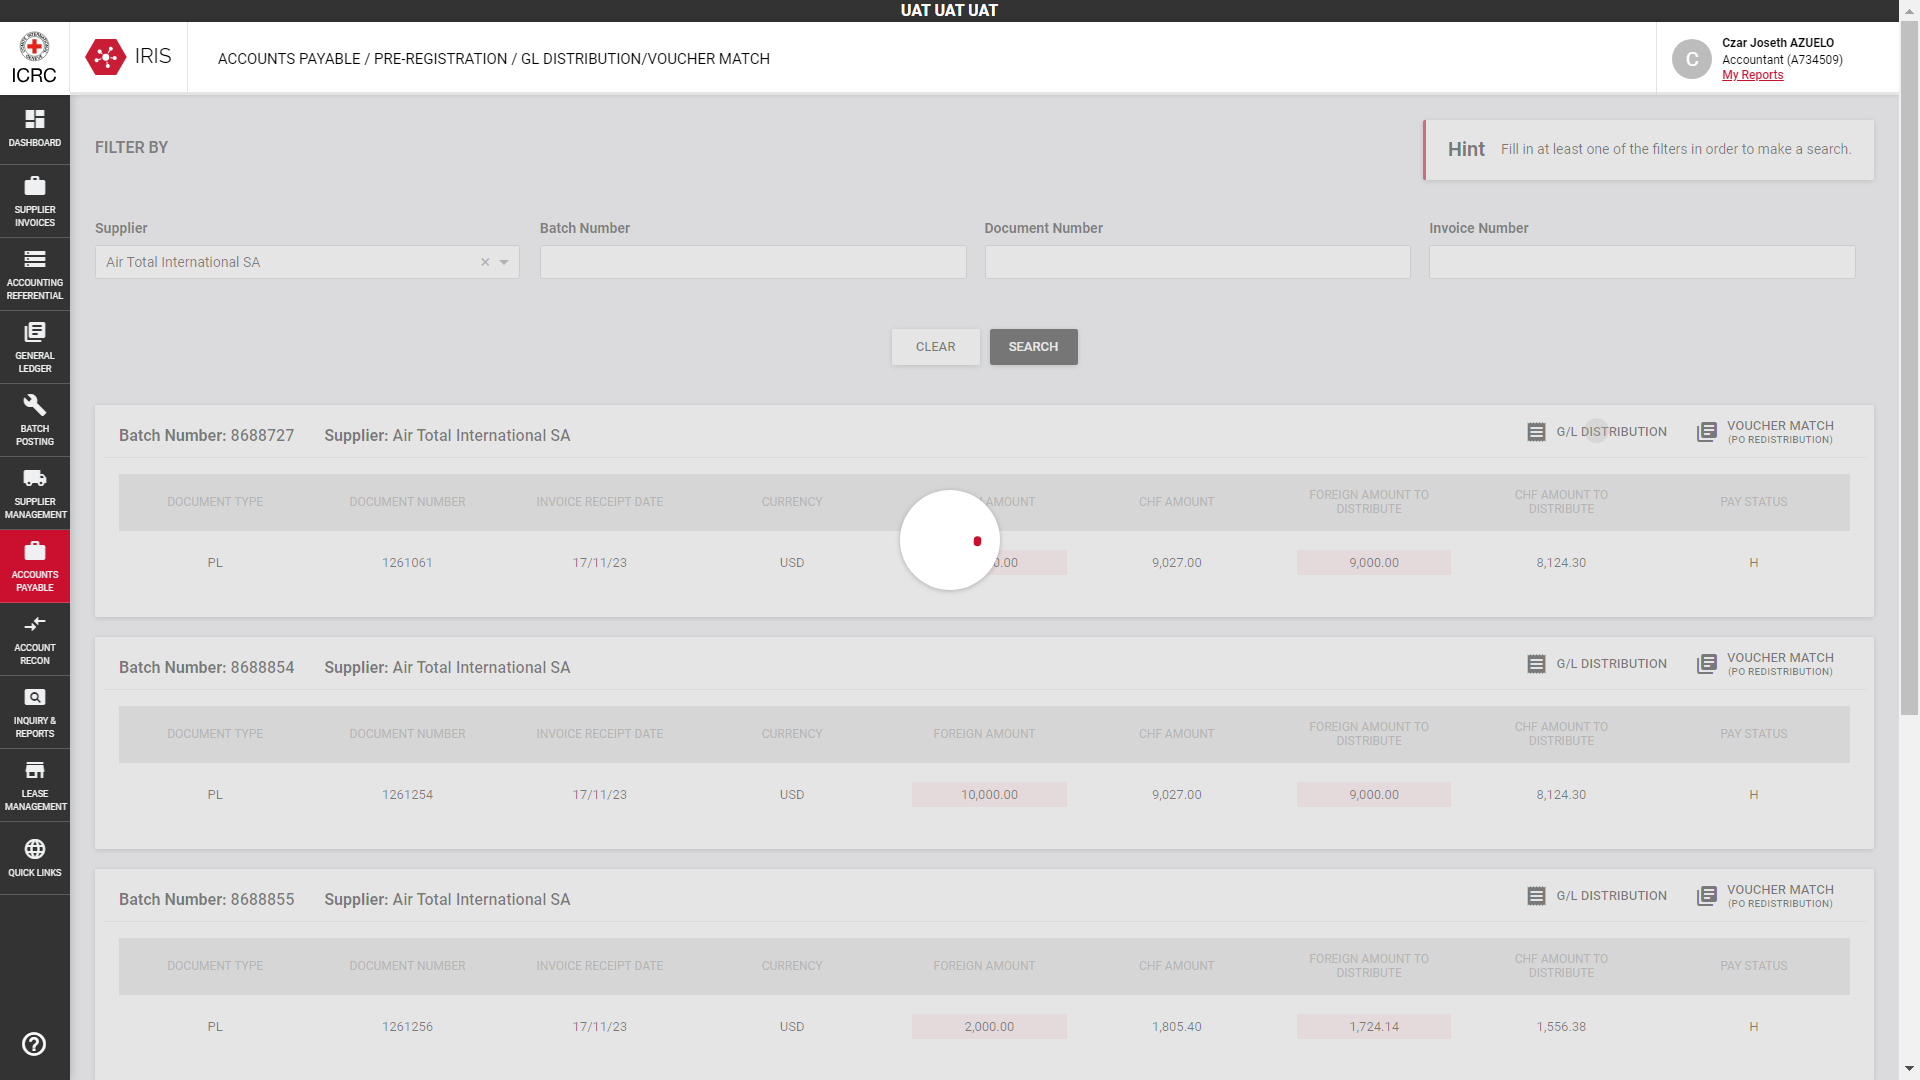 UAT UAT UAT
ICRC
IRIS
ACCOUNTS PAYABLE / PRE-REGISTRATION / GL DISTRIBUTION/VOUCHER MATCH
C
Czar Joseth AZUELO
Accountant (A734509)
My Reports
DASHBOARD
SUPPLIER
INVOICES
ACCOUNTING
REFERENTIAL
GENERAL
LEDGER
BATCH
POSTING
SUPPLIER
MANAGEMENT
ACCOUNTS
PAYABLE
ACCOUNT
RECON
INQUIRY &
REPORTS
LEASE
MANAGEMENT
QUICK LINKS
FILTER BY
Hint Fill in at least one of the filters in order to make a search.
Supplier Batch Number Document Number Invoice Number
Air Total International SA
CLEAR SEARCH
Batch Number: 8688727 Supplier: Air Total International SA G/L DISTRIBUTION VOUCHER MATCH
(PO REDISTRIBUTION)
DOCUMENT TYPE DOCUMENT NUMBER INVOICE RECEIPT DATE CURRENCY AMOUNT CHF AMOUNT FOREIGN AMOUNT TO DISTRIBUTE CHF AMOUNT TO DISTRIBUTE PAY STATUS
PL 1261061 17/11/23 USD 0.00 9,027.00 9,000.00 8,124.30 H
Batch Number: 8688854 Supplier: Air Total International SA G/L DISTRIBUTION VOUCHER MATCH
(PO REDISTRIBUTION)
DOCUMENT TYPE DOCUMENT NUMBER INVOICE RECEIPT DATE CURRENCY FOREIGN AMOUNT CHF AMOUNT FOREIGN AMOUNT TO DISTRIBUTE CHF AMOUNT TO DISTRIBUTE PAY STATUS
PL 1261254 17/11/23 USD 10,000.00 9,027.00 9,000.00 8,124.30 H
Batch Number: 8688855 Supplier: Air Total International SA G/L DISTRIBUTION VOUCHER MATCH
(PO REDISTRIBUTION)
DOCUMENT TYPE DOCUMENT NUMBER INVOICE RECEIPT DATE CURRENCY FOREIGN AMOUNT CHF AMOUNT FOREIGN AMOUNT TO DISTRIBUTE CHF AMOUNT TO DISTRIBUTE PAY STATUS
PL 1261256 17/11/23 USD 2,000.00 1,805.40 1,724.14 1,556.38 H